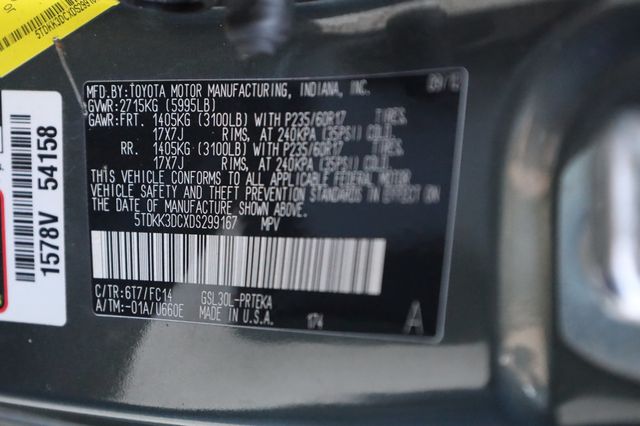 5TDKK3DCXDS29916
1578V 54158
MFD.BY: TOYOTA MOTOR MANUFACTURING, INDIANA, INC. 09/12
GVWR: 2715KG (5995LB)
GAWR: FRT. 1405KG (3100LB) WITH P235/60R17 TIRES,
17X7J RIMS, AT 240KPA (35PSI) COLD.
RR. 1405KG (3100LB) WITH P235/60R17 TIRES,
17X7J RIMS, AT 240KPA (35PSI) COLD.
THIS VEHICLE CONFORMS TO ALL APPLICABLE FEDERAL MOTOR
VEHICLE SAFETY AND THEFT PREVENTION STANDARDS IN EFFECT ON
THE DATE OF MANUFACTURE SHOWN ABOVE.
5TDKK3DCXDS299167 MPV
C/TR: 6T7/FC14 GSL30L-PRTEKA
A/TM: -01A/U660E MADE IN U.S.A. 174 A